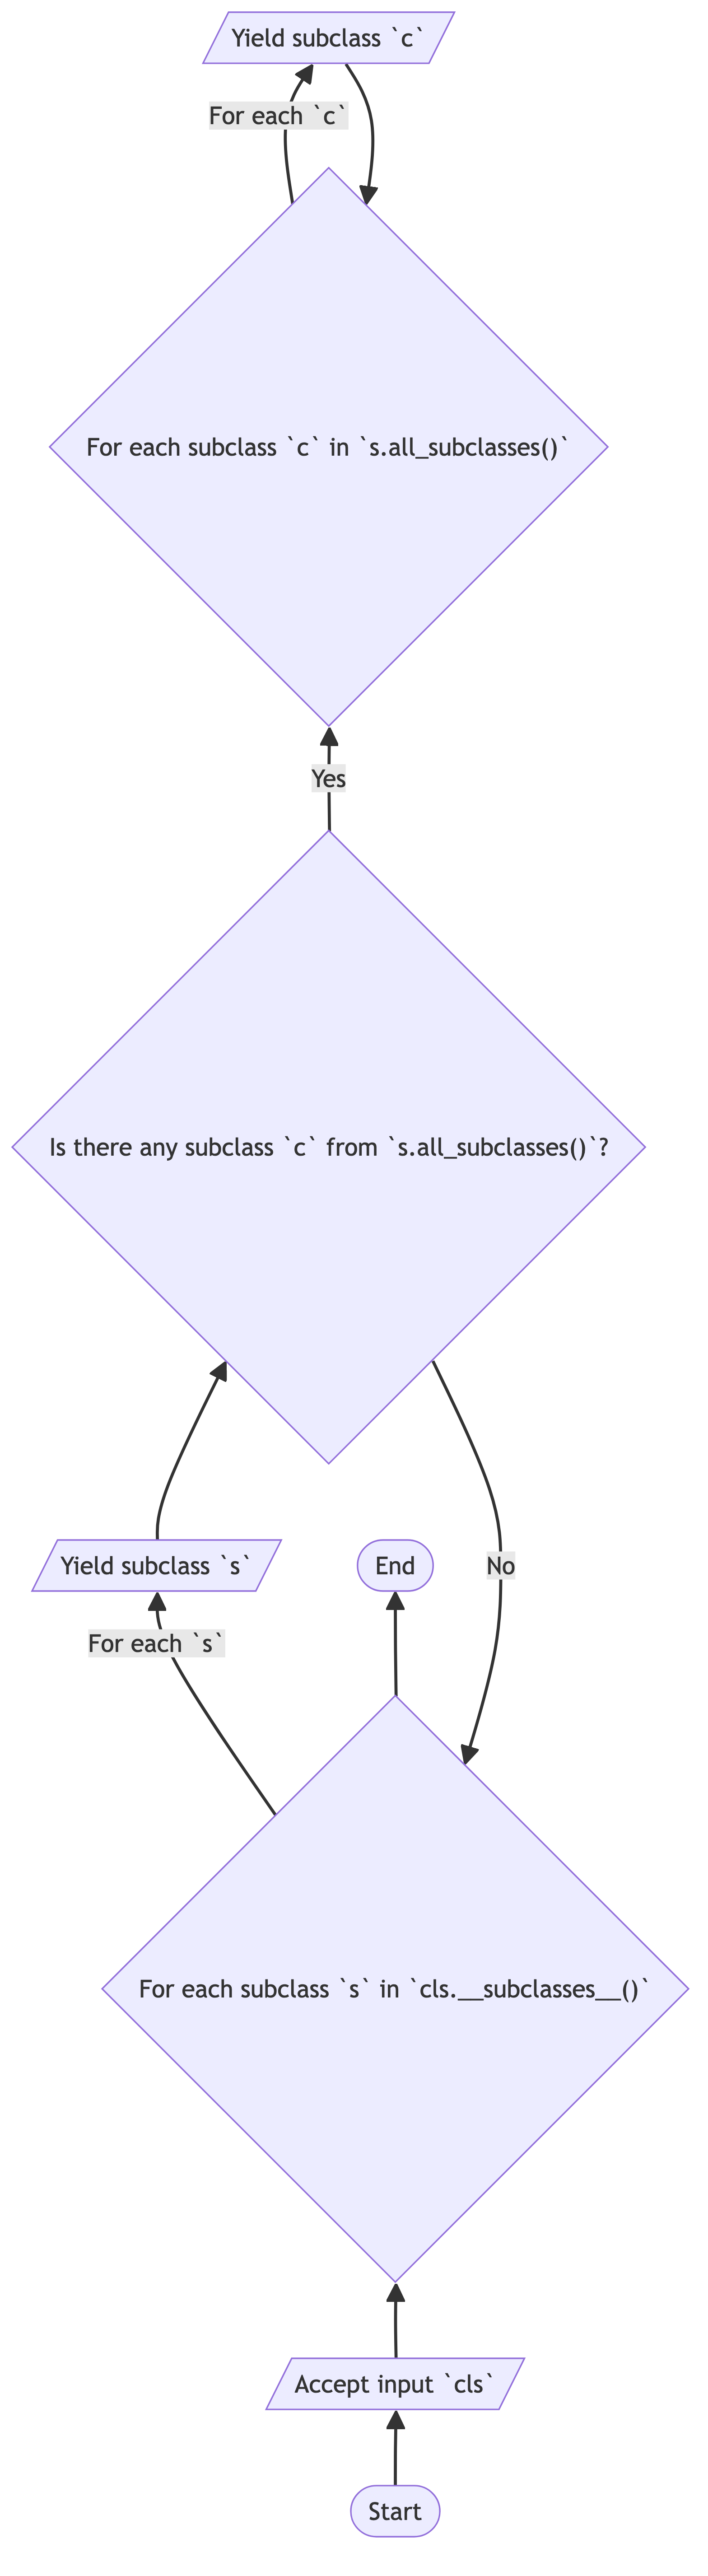 Yield subclass `c`
For each `c`
For each subclass `c` in `s.all_subclasses()`
Yes
Is there any subclass `c` from `s.all_subclasses()`?
Yield subclass `s`
End
No
For each `s`
For each subclass `s` in `cls.__subclasses__()`
Accept input `cls`
Start